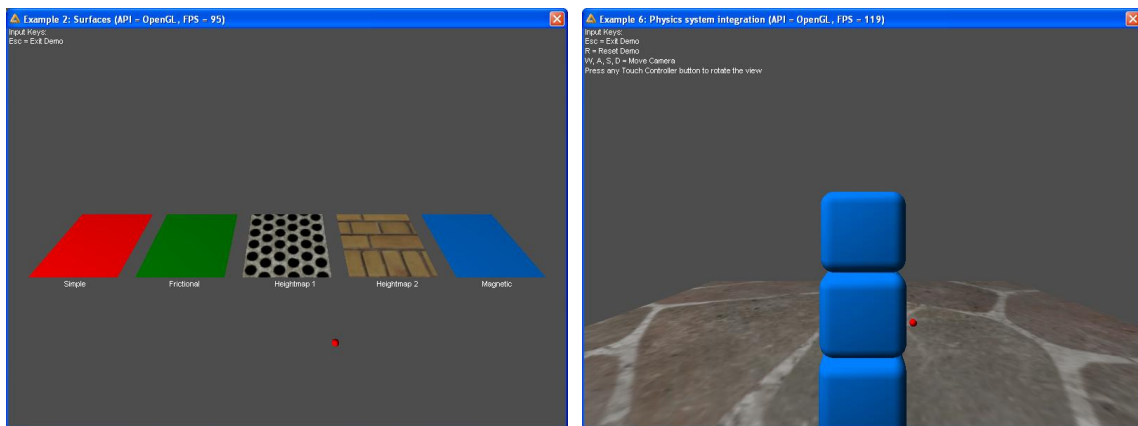 Example 2: Surfaces (API - OpenGL, FPS - 95)
Input Keys:
Esc = Exit Demo
Simple
Frictional
Heightmap 1
Heightmap 2
Magnetic
Example 6: Physics system integration (API - OpenGL, FPS - 119)
Input Keys:
Esc = Exit Demo
R = Reset Demo
W, A, S, D = Move Camera
Press any Touch Controller button to rotate the view